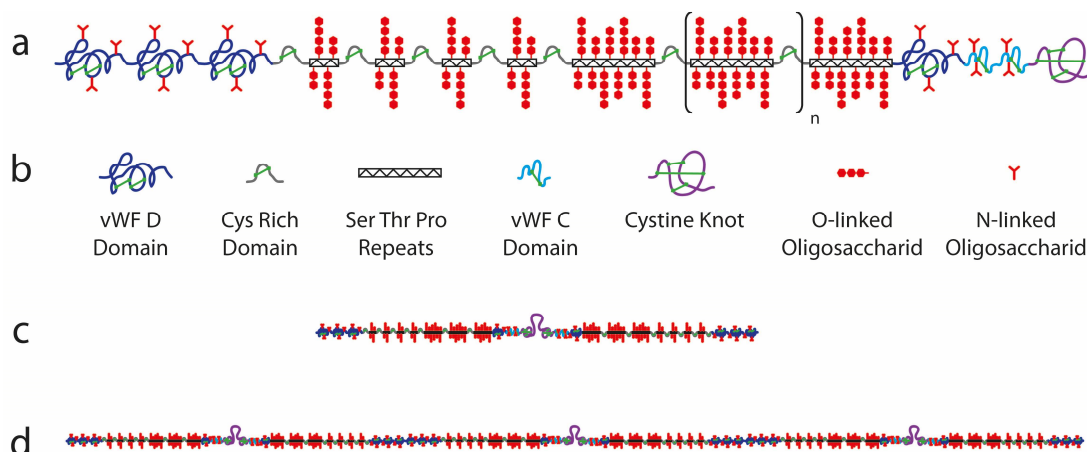 a
n
b
vWF D Cys Rich Ser Thr Pro vWF C Cystine Knot O-linked N-linked
Domain Domain Repeats Domain Oligosaccharid Oligosaccharid
c
d